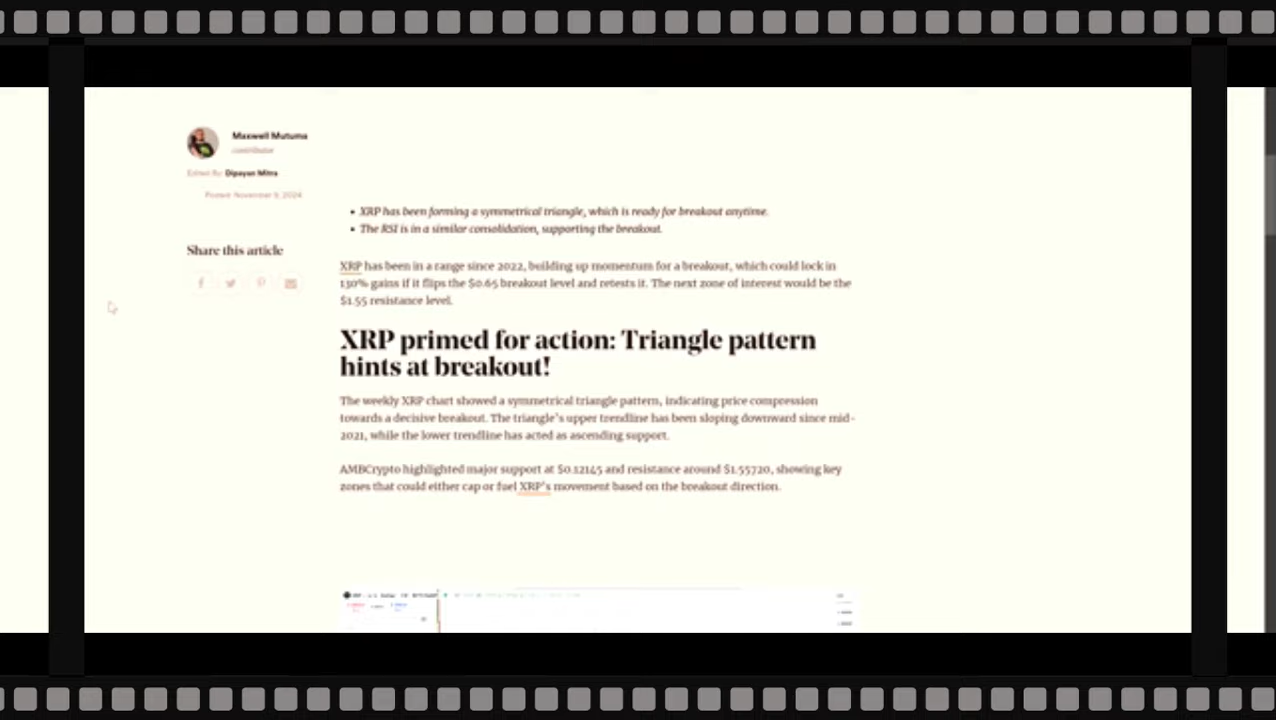 Maxwell Mutuma
contributor
Edited By: Dipayan Mitra
Posted: November 9, 2024
Share this article
• XRP has been forming a symmetrical triangle, which is ready for breakout anytime.
• The RSI is in a similar consolidation, supporting the breakout.
XRP has been in a range since 2022, building up momentum for a breakout, which could lock in
130% gains if it flips the $0.65 breakout level and retests it. The next zone of interest would be the
$1.55 resistance level.
XRP primed for action: Triangle pattern
hints at breakout!
The weekly XRP chart showed a symmetrical triangle pattern, indicating price compression
towards a decisive breakout. The triangle's upper trendline has been sloping downward since mid-
2021, while the lower trendline has acted as ascending support.
AMBCrypto highlighted major support at $0.12145 and resistance around $1.55720, showing key
zones that could either cap or fuel XRP's movement based on the breakout direction.